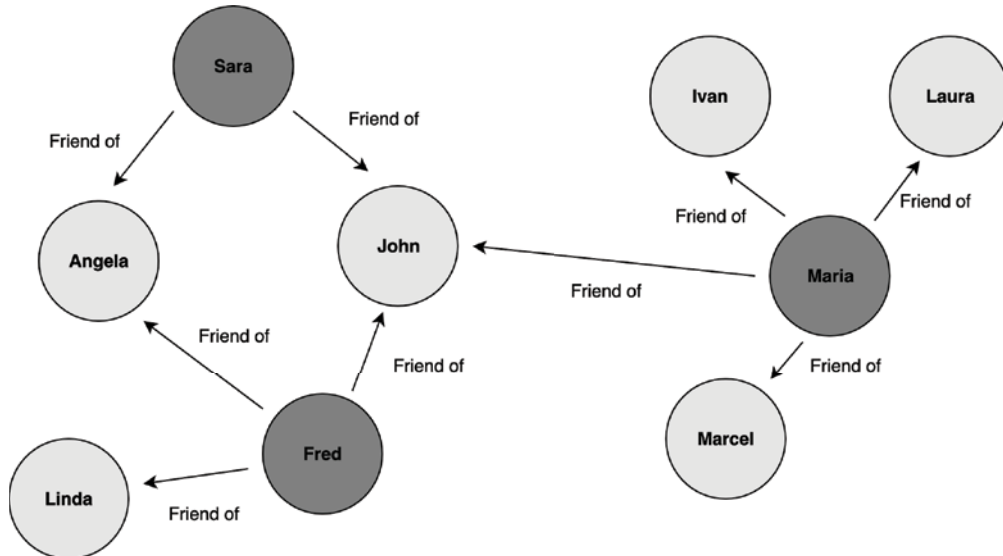 Sara
Ivan
Laura
Friend of
Friend of
Friend of
Friend of
Angela
John
Maria
Friend of
Friend of
Friend of
Friend of
Marcel
Fred
Linda
Friend of